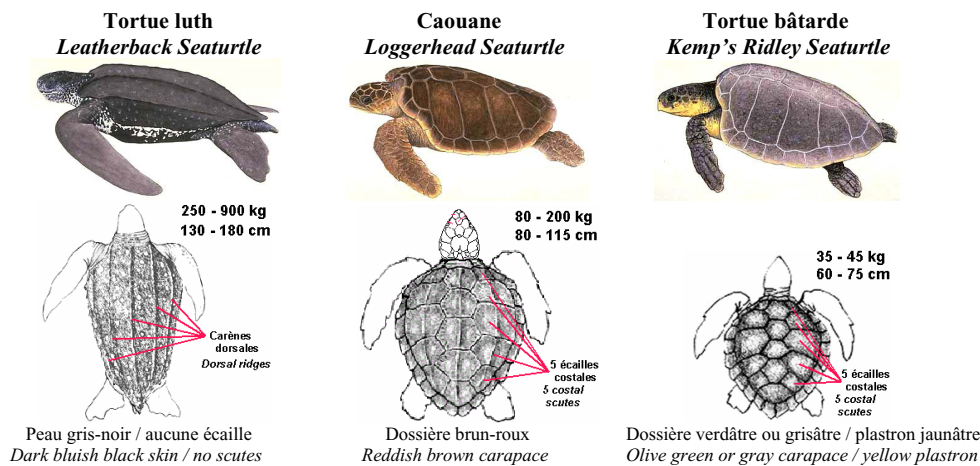 Tortue luth
Leatherback Seaturtle
250 - 900 kg
130 - 180 cm
Carènes
dorsales
Dorsal ridges
Peau gris-noir / aucune écaille
Dark bluish black skin / no scutes
Caouane
Loggerhead Seaturtle
80 - 200 kg
80 - 115 cm
5 écailles
costales
5 costal
scutes
Dossière brun-roux
Reddish brown carapace
Tortue bâtarde
Kemp's Ridley Seaturtle
35 - 45 kg
60 - 75 cm
5 écailles
costales
5 costal
scutes
Dossière verdâtre ou grisâtre / plastron jaunâtre
Olive green or gray carapace / yellow plastron